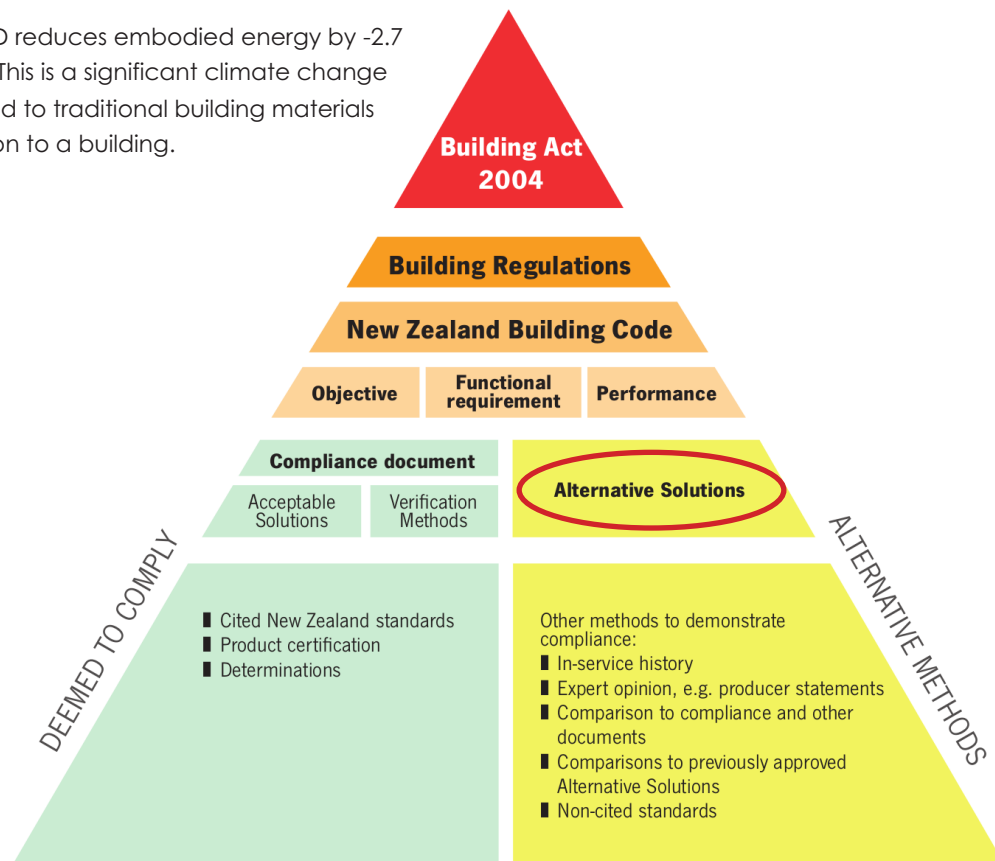 reduces embodied energy by -2.7
This is a significant climate change
to traditional building materials
to a building.
Building Act
2004
Building Regulations
New Zealand Building Code
Objective
Functional
requirement
Performance
Compliance document
Acceptable
Solutions
Verification
Methods
Alternative Solutions
DEEMED TO COMPLY
ALTERNATIVE METHODS
Cited New Zealand standards
Product certification
Determinations
Other methods to demonstrate
compliance:
In-service history
Expert opinion, e.g. producer statements
Comparison to compliance and other
documents
Comparisons to previously approved
Alternative Solutions
Non-cited standards